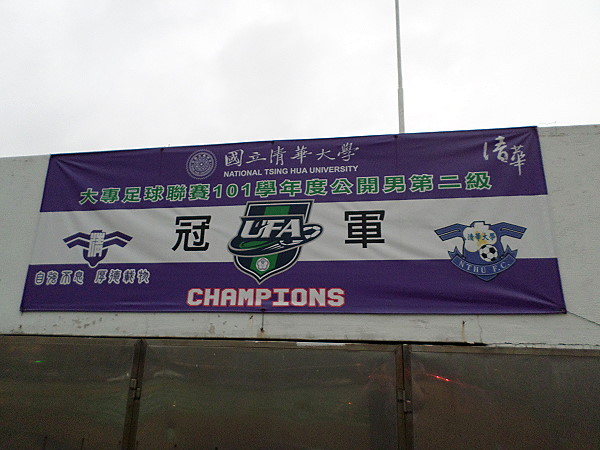 國立清華大學
清華
NATIONAL TSING HUA UNIVERSITY
大專足球聯賽101學年度公開男第二級
冠 UFA 軍
清華大學
NTHU F.C.
自強不息 厚德載物
CHAMPIONS